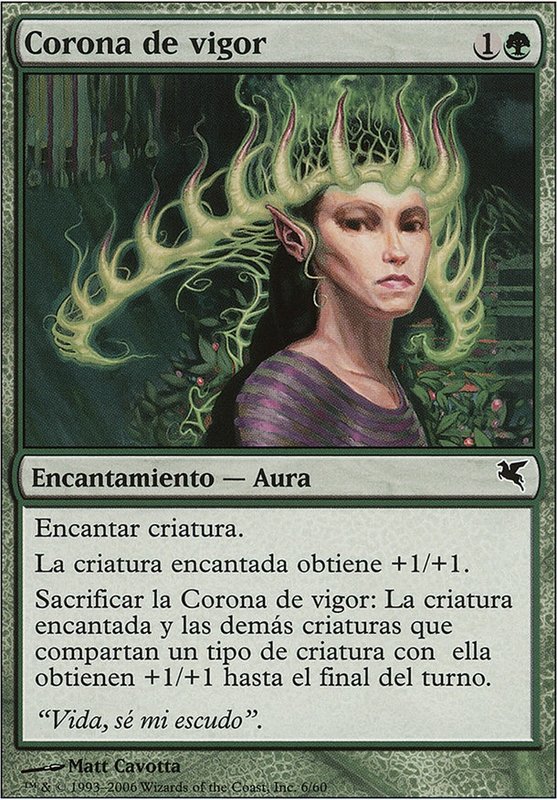 Corona de vigor 1
Encantamiento — Aura
Encantar criatura.
La criatura encantada obtiene +1/+1.
Sacrificar la Corona de vigor: La criatura
encantada y las demás criaturas que
compartan un tipo de criatura con ella
obtienen +1/+1 hasta el final del turno.
“Vida, sé mi escudo”.
Matt Cavotta
™ & © 1993–2006 Wizards of the Coast, Inc. 6/60